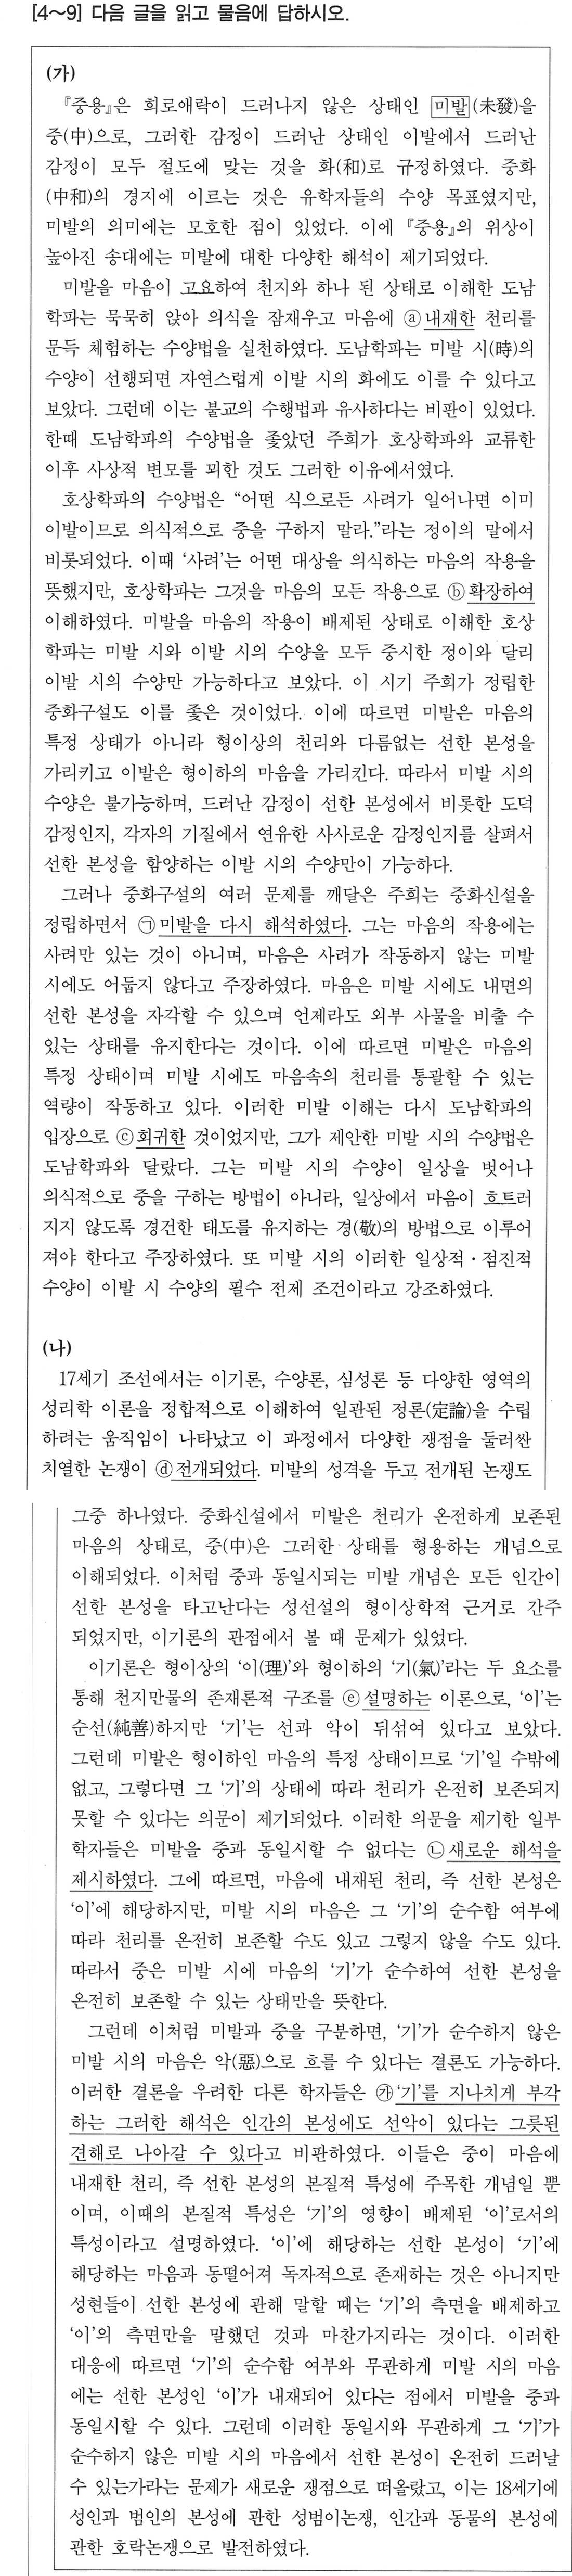 [4～9] 다음 글을 읽고 물음에 답하시오.
(가)
『중용』은 희로애락이 드러나지 않은 상태인 미발(未發)을
중(中)으로, 그러한 감정이 드러난 상태인 이발에서 드러난
감정이 모두 절도에 맞는 것을 화(和)로 규정하였다. 중화
(中和)의 경지에 이르는 것은 유학자들의 수양 목표였지만,
미발의 의미에는 모호한 점이 있었다. 이에 『중용』의 위상이
높아진 송대에는 미발에 대한 다양한 해석이 제기되었다.
미발을 마음이 고요하여 천지와 하나 된 상태로 이해한 도남
학파는 묵묵히 앉아 의식을 잠재우고 마음에 ⓐ내재한 천리를
문득 체험하는 수양법을 실천하였다. 도남학파는 미발 시(時)의
수양이 선행되면 자연스럽게 이발 시의 화에도 이를 수 있다고
보았다. 그런데 이는 불교의 수행법과 유사하다는 비판이 있었다.
한때 도남학파의 수양법을 좇았던 주희가 호상학파와 교류한
이후 사상적 변모를 꾀한 것도 그러한 이유에서였다.
호상학파의 수양법은 “어떤 식으로든 사려가 일어나면 이미
이발이므로 의식적으로 중을 구하지 말라.”라는 정이의 말에서
비롯되었다. 이때 ‘사려’는 어떤 대상을 의식하는 마음의 작용을
뜻했지만, 호상학파는 그것을 마음의 모든 작용으로 ⓑ확장하여
이해하였다. 미발을 마음의 작용이 배제된 상태로 이해한 호상
학파는 미발 시와 이발 시의 수양을 모두 중시한 정이와 달리
이발 시의 수양만 가능하다고 보았다. 이 시기 주희가 정립한
중화구설도 이를 좇은 것이었다. 이에 따르면 미발은 마음의
특정 상태가 아니라 형이상의 천리와 다름없는 선한 본성을
가리키고 이발은 형이하의 마음을 가리킨다. 따라서 미발 시의
수양은 불가능하며, 드러난 감정이 선한 본성에서 비롯한 도덕
감정인지, 각자의 기질에서 연유한 사사로운 감정인지를 살펴서
선한 본성을 함양하는 이발 시의 수양만이 가능하다.
그러나 중화구설의 여러 문제를 깨달은 주희는 중화신설을
정립하면서 ㉠미발을 다시 해석하였다. 그는 마음의 작용에는
사려만 있는 것이 아니며, 마음은 사려가 작동하지 않는 미발
시에도 어둡지 않다고 주장하였다. 마음은 미발 시에도 내면의
선한 본성을 자각할 수 있으며 언제라도 외부 사물을 비출 수
있는 상태를 유지한다는 것이다. 이에 따르면 미발은 마음의
특정 상태이며 미발 시에도 마음속의 천리를 통괄할 수 있는
역량이 작동하고 있다. 이러한 미발 이해는 다시 도남학파의
입장으로 ⓒ회귀한 것이었지만, 그가 제안한 미발 시의 수양법은
도남학파와 달랐다. 그는 미발 시의 수양이 일상을 벗어나
의식적으로 중을 구하는 방법이 아니라, 일상에서 마음이 흐트러
지지 않도록 경건한 태도를 유지하는 경(敬)의 방법으로 이루어
져야 한다고 주장하였다. 또 미발 시의 이러한 일상적·점진적
수양이 이발 시 수양의 필수 전제 조건이라고 강조하였다.
(나)
17세기 조선에서는 이기론, 수양론, 심성론 등 다양한 영역의
성리학 이론을 정합적으로 이해하여 일관된 정론(定論)을 수립
하려는 움직임이 나타났고 이 과정에서 다양한 쟁점을 둘러싼
치열한 논쟁이 ⓓ전개되었다. 미발의 성격을 두고 전개된 논쟁도
그중 하나였다. 중화신설에서 미발은 천리가 온전하게 보존된
마음의 상태로, 중(中)은 그러한 상태를 형용하는 개념으로
이해되었다. 이처럼 중과 동일시되는 미발 개념은 모든 인간이
선한 본성을 타고난다는 성선설의 형이상학적 근거로 간주
되었지만, 이기론의 관점에서 볼 때 문제가 있었다.
이기론은 형이상의 ‘이(理)’와 형이하의 ‘기(氣)’라는 두 요소를
통해 천지만물의 존재론적 구조를 ⓔ설명하는 이론으로, ‘이’는
순선(純善)하지만 ‘기’는 선과 악이 뒤섞여 있다고 보았다.
그런데 미발은 형이하인 마음의 특정 상태이므로 ‘기’일 수밖에
없고, 그렇다면 그 ‘기’의 상태에 따라 천리가 온전히 보존되지
못할 수 있다는 의문이 제기되었다. 이러한 의문을 제기한 일부
학자들은 미발을 중과 동일시할 수 없다는 ㉡새로운 해석을
제시하였다. 그에 따르면, 마음에 내재된 천리, 즉 선한 본성은
‘이’에 해당하지만, 미발 시의 마음은 그 ‘기’의 순수함 여부에
따라 천리를 온전히 보존할 수도 있고 그렇지 않을 수도 있다.
따라서 중은 미발 시에 마음의 ‘기’가 순수하여 선한 본성을
온전히 보존할 수 있는 상태만을 뜻한다.
그런데 이처럼 미발과 중을 구분하면, ‘기’가 순수하지 않은
미발 시의 마음은 악(惡)으로 흐를 수 있다는 결론도 가능하다.
이러한 결론을 우려한 다른 학자들은 ㉮‘기’를 지나치게 부각
하는 그러한 해석은 인간의 본성에도 선악이 있다는 그릇된
견해로 나아갈 수 있다고 비판하였다. 이들은 중이 마음에
내재한 천리, 즉 선한 본성의 본질적 특성에 주목한 개념일 뿐
이며, 이때의 본질적 특성은 ‘기’의 영향이 배제된 ‘이’로서의
특성이라고 설명하였다. ‘이’에 해당하는 선한 본성이 ‘기’에
해당하는 마음과 동떨어져 독자적으로 존재하는 것은 아니지만
성현들이 선한 본성에 관해 말할 때는 ‘기’의 측면을 배제하고
‘이’의 측면만을 말했던 것과 마찬가지라는 것이다. 이러한
대응에 따르면 ‘기’의 순수함 여부와 무관하게 미발 시의 마음
에는 선한 본성인 ‘이’가 내재되어 있다는 점에서 미발을 중과
동일시할 수 있다. 그런데 이러한 동일시와 무관하게 그 ‘기’가
순수하지 않은 미발 시의 마음에서 선한 본성이 온전히 드러날
수 있는가라는 문제가 새로운 쟁점으로 떠올랐고, 이는 18세기에
성인과 범인의 본성에 관한 성범이논쟁, 인간과 동물의 본성에
관한 호락논쟁으로 발전하였다.